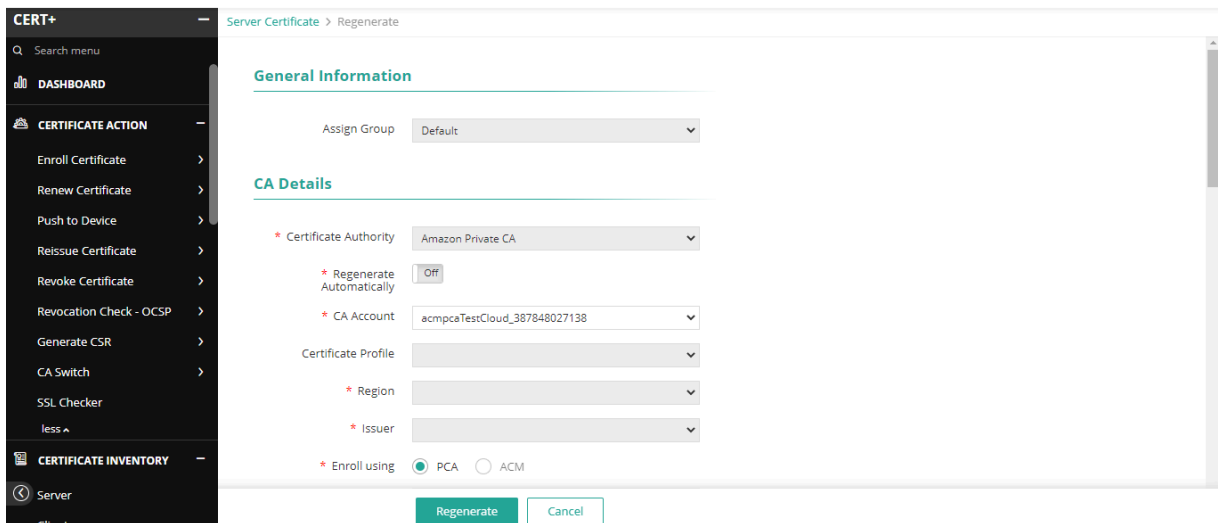 CERT+
Server Certificate > Regenerate
Search menu
DASHBOARD
CERTIFICATE ACTION
Enroll Certificate
Renew Certificate
Push to Device
Reissue Certificate
Revoke Certificate
Revocation Check - OCSP
Generate CSR
CA Switch
SSL Checker
less
CERTIFICATE INVENTORY
Server
General Information
Assign Group Default
CA Details
* Certificate Authority Amazon Private CA
* Regenerate
Automatically
Off
* CA Account acmpcaTestCloud_387848027138
Certificate Profile
* Region
* Issuer
* Enroll using PCA ACM
Regenerate Cancel